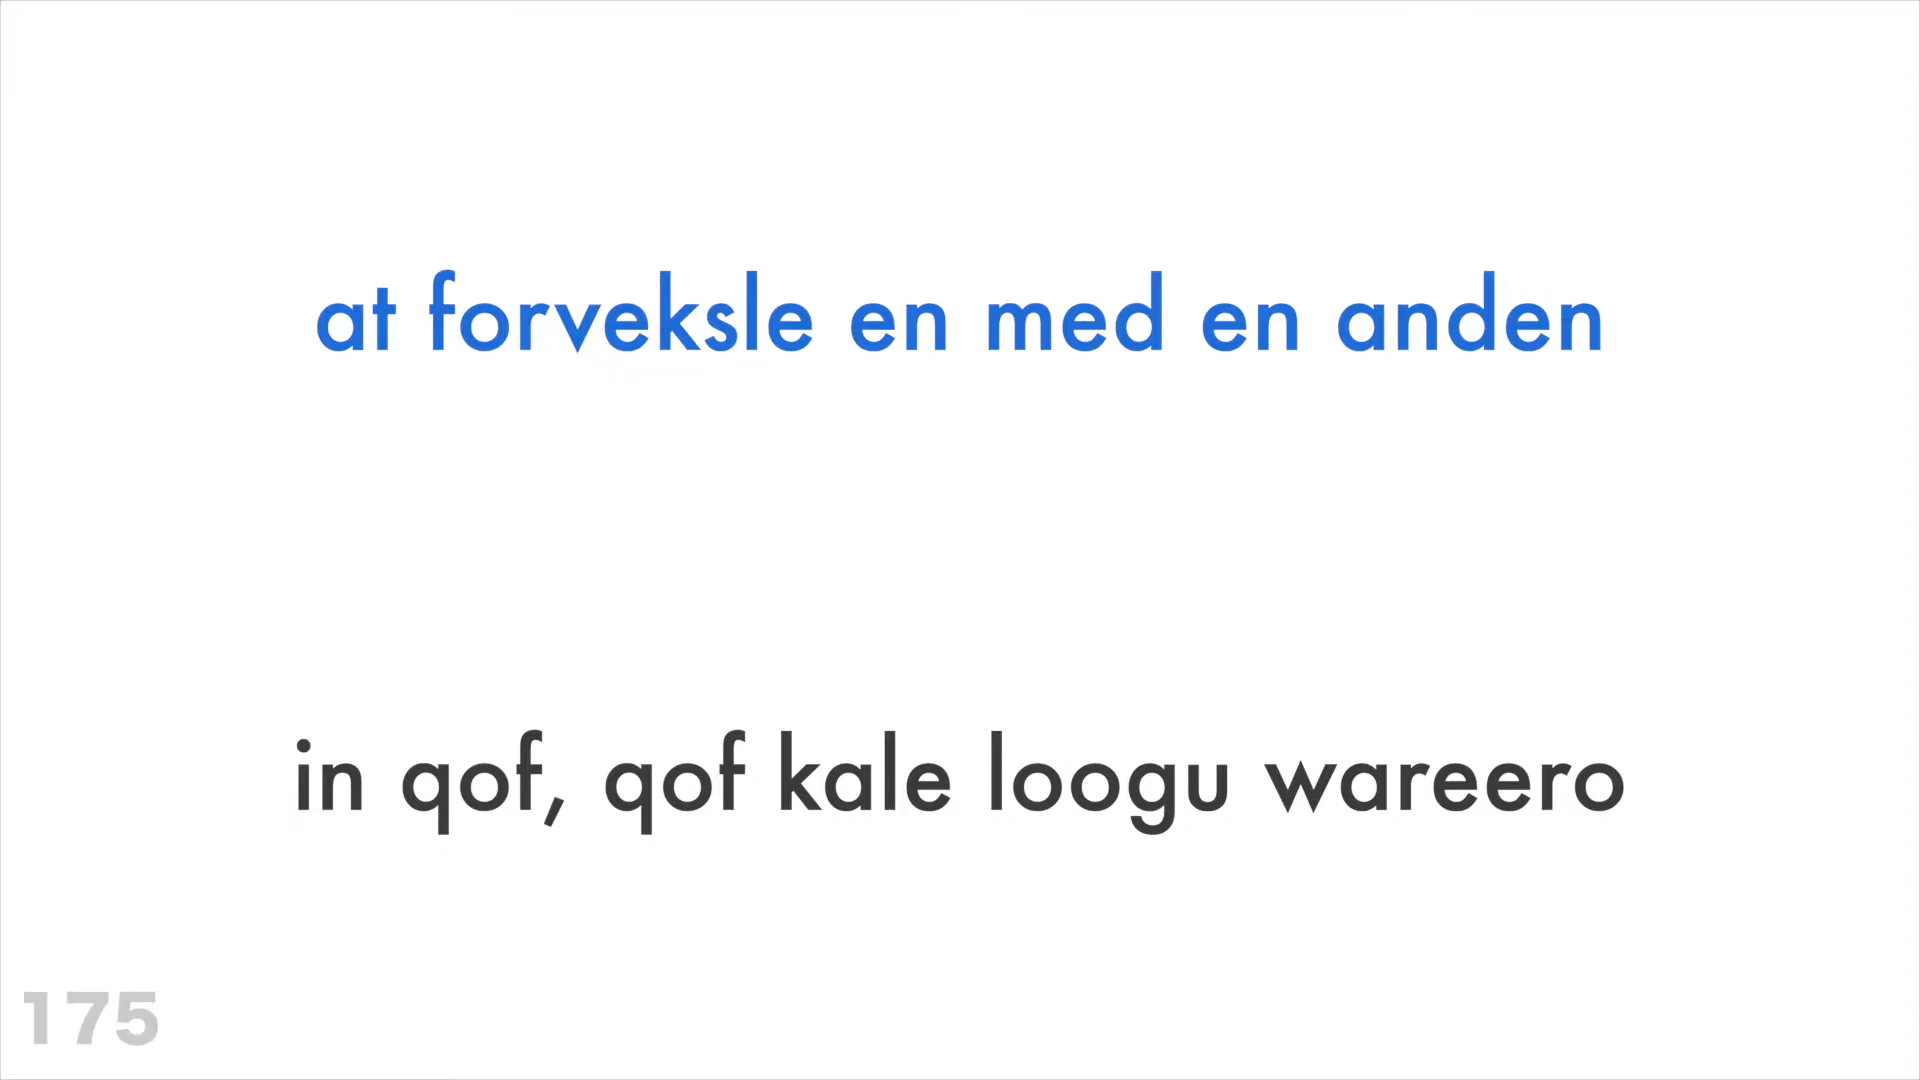 at forveksle en med en anden
in qof, qof kale loogu wareero
175